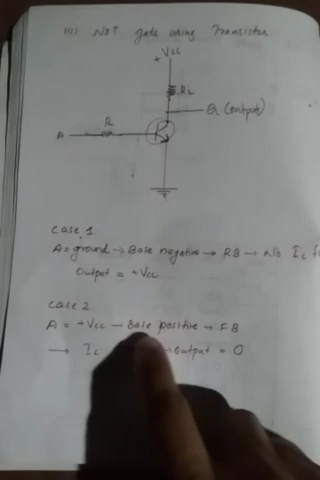 iii) NOT gate using Transistor
+Vcc
RL
Q (output)
R
A
case 1
A = ground → Base negative → RB → No Ic
Output = +Vcc
case 2
A = +Vcc → Base positive → FB
→ Ic → output = 0